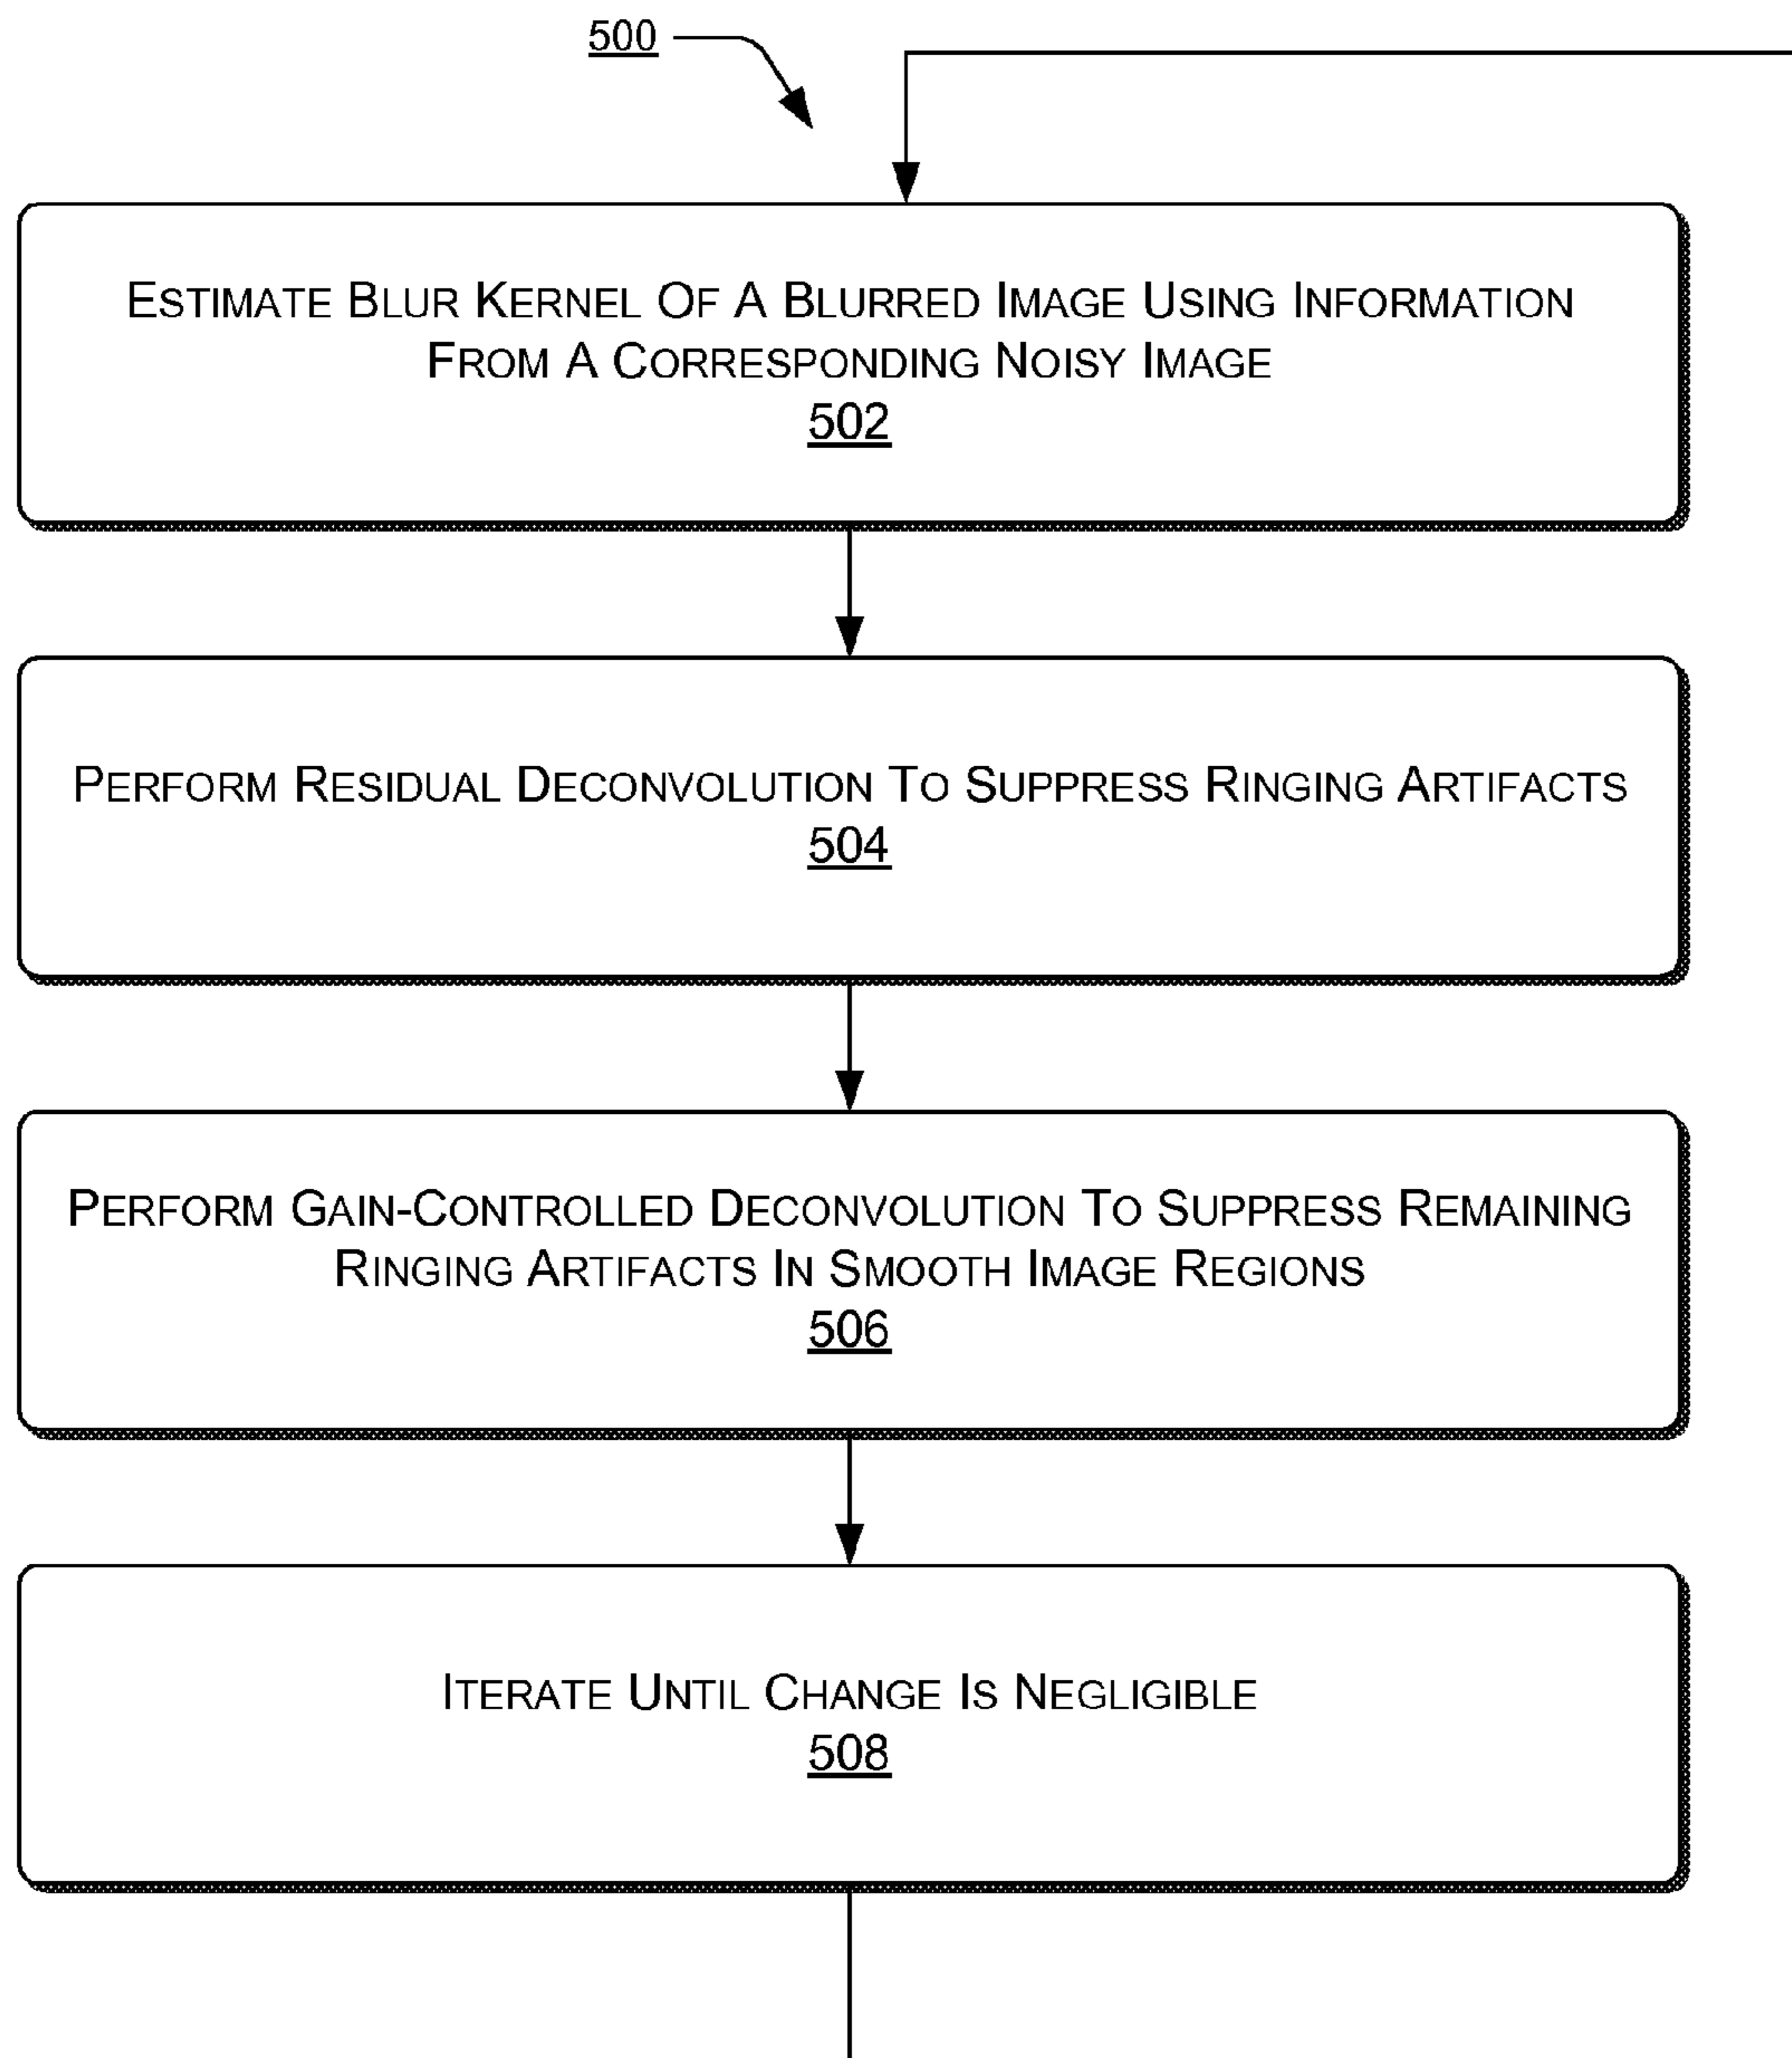 500
Estimate Blur Kernel Of A Blurred Image Using Information
From A Corresponding Noisy Image
502
Perform Residual Deconvolution To Suppress Ringing Artifacts
504
Perform Gain-Controlled Deconvolution To Suppress Remaining
Ringing Artifacts In Smooth Image Regions
506
Iterate Until Change Is Negligible
508